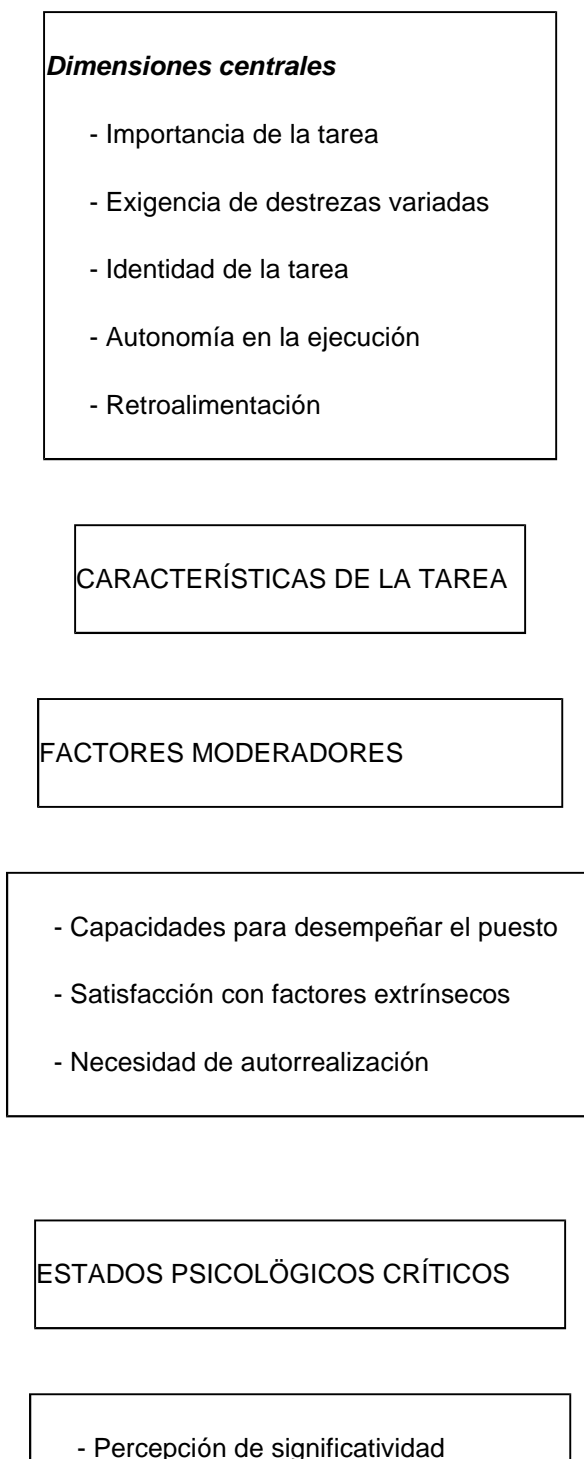 Dimensiones centrales
- Importancia de la tarea
- Exigencia de destrezas variadas
- Identidad de la tarea
- Autonomía en la ejecución
- Retroalimentación
CARACTERÍSTICAS DE LA TAREA
FACTORES MODERADORES
- Capacidades para desempeñar el puesto
- Satisfacción con factores extrínsecos
- Necesidad de autorrealización
ESTADOS PSICOLÖGICOS CRÍTICOS
- Percepción de significatividad